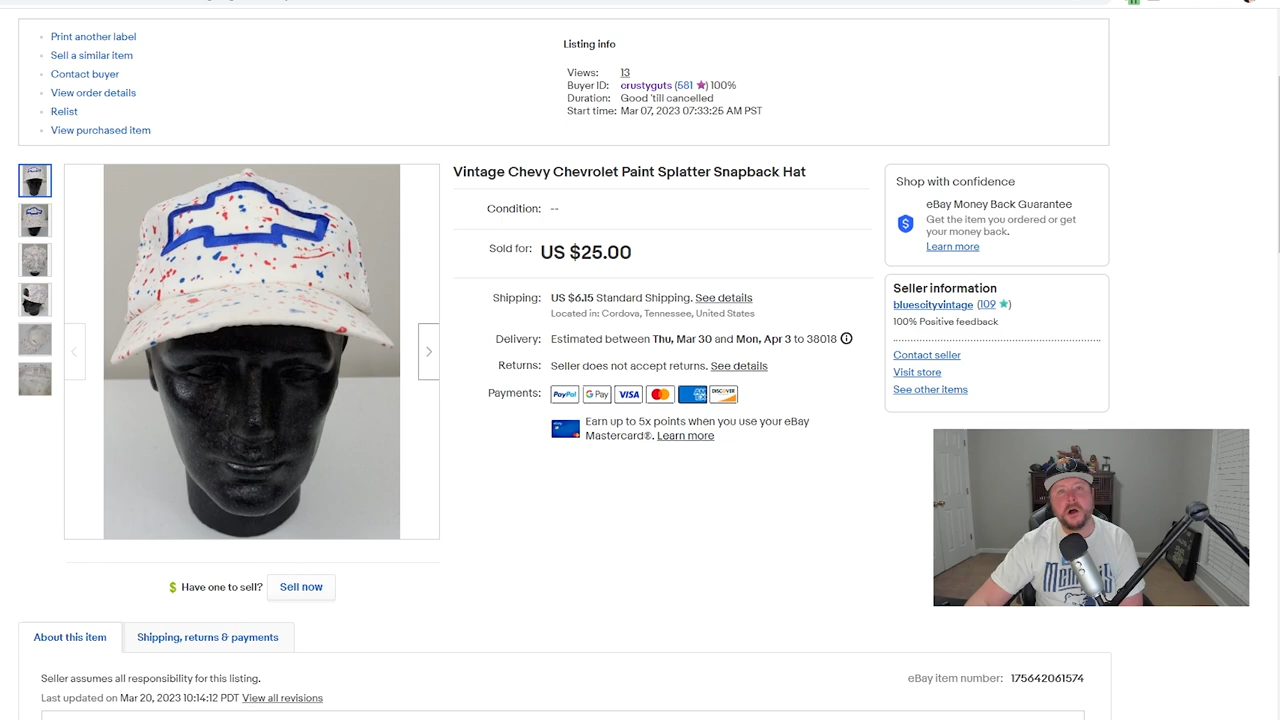 Print another label
Sell a similar item
Contact buyer
View order details
Relist
View purchased item
Listing info
Views: 13
Buyer ID: crustyguts (581 ) 100%
Duration: Good 'till cancelled
Start time: Mar 07, 2023 07:33:25 AM PST
Vintage Chevy Chevrolet Paint Splatter Snapback Hat
Condition: --
Sold for: US $25.00
Shipping: US $6.15 Standard Shipping. See details
Located in: Cordova, Tennessee, United States
Delivery: Estimated between Thu, Mar 30 and Mon, Apr 3 to 38018
Returns: Seller does not accept returns. See details
Payments: PayPal G Pay VISA DISCOVER
Earn up to 5x points when you use your eBay
Mastercard®. Learn more
Shop with confidence
eBay Money Back Guarantee
Get the item you ordered or get
your money back.
Learn more
Seller information
bluescityvintage (109 )
100% Positive feedback
Contact seller
Visit store
See other items
$ Have one to sell? Sell now
About this item
Shipping, returns & payments
Seller assumes all responsibility for this listing.
Last updated on Mar 20, 2023 10:14:12 PDT View all revisions
eBay item number: 175642061574